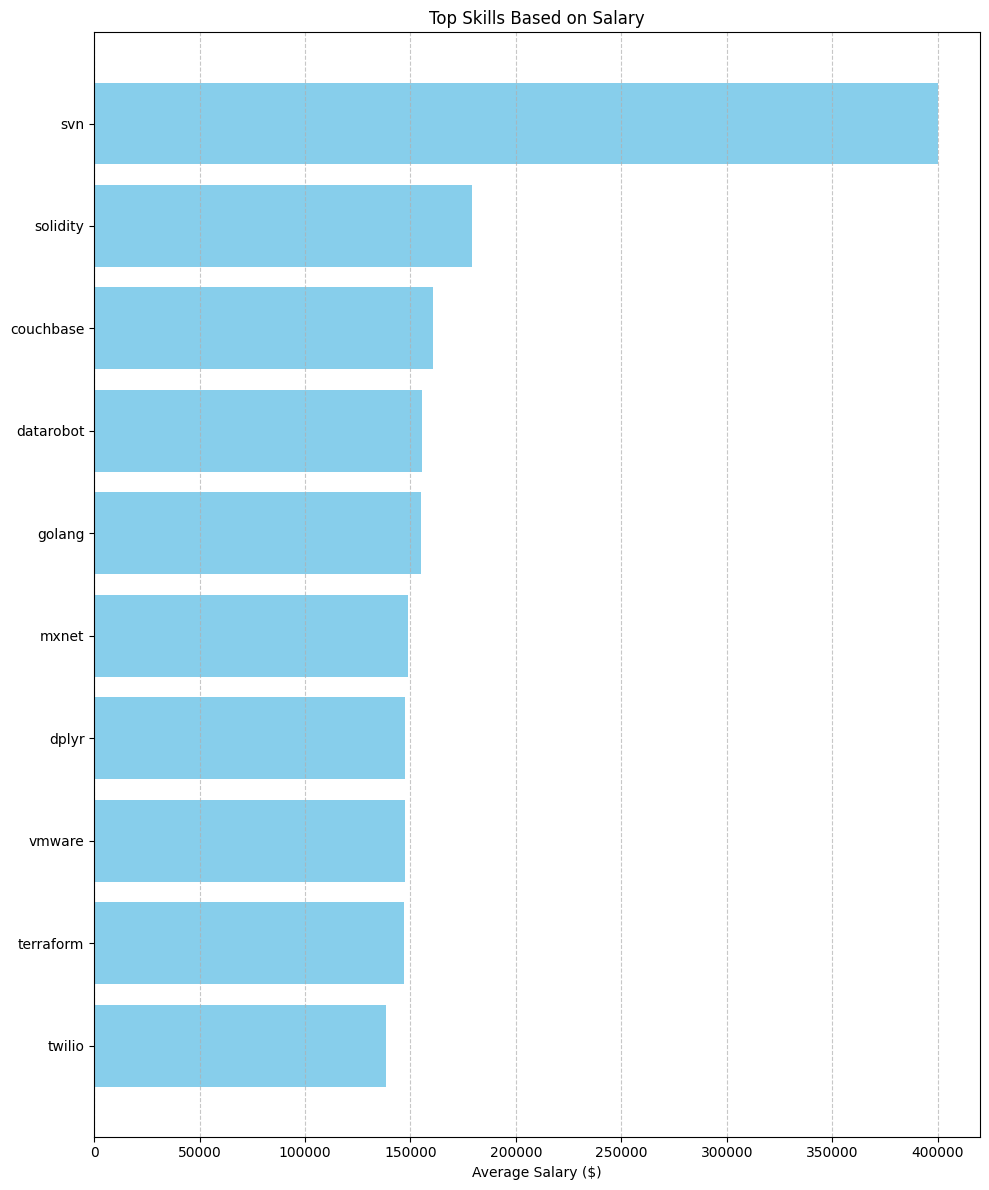 Top Skills Based on Salary
svn
solidity
couchbase
datarobot
golang
mxnet
dplyr
vmware
terraform
twilio
0 50000 100000 150000 200000 250000 300000 350000 400000
Average Salary ($)